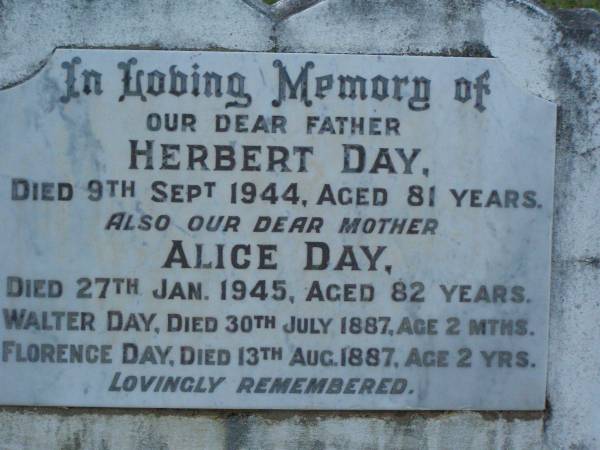 In Loving Memory of
OUR DEAR FATHER
HERBERT DAY,
DIED 9TH SEPT 1944, AGED 81 YEARS.
ALSO OUR DEAR MOTHER
ALICE DAY,
DIED 27TH JAN. 1945, AGED 82 YEARS.
WALTER DAY, DIED 30TH JULY 1887, AGE 2 MTHS.
FLORENCE DAY, DIED 13TH AUG. 1887, AGE 2 YRS.
LOVINGLY REMEMBERED.